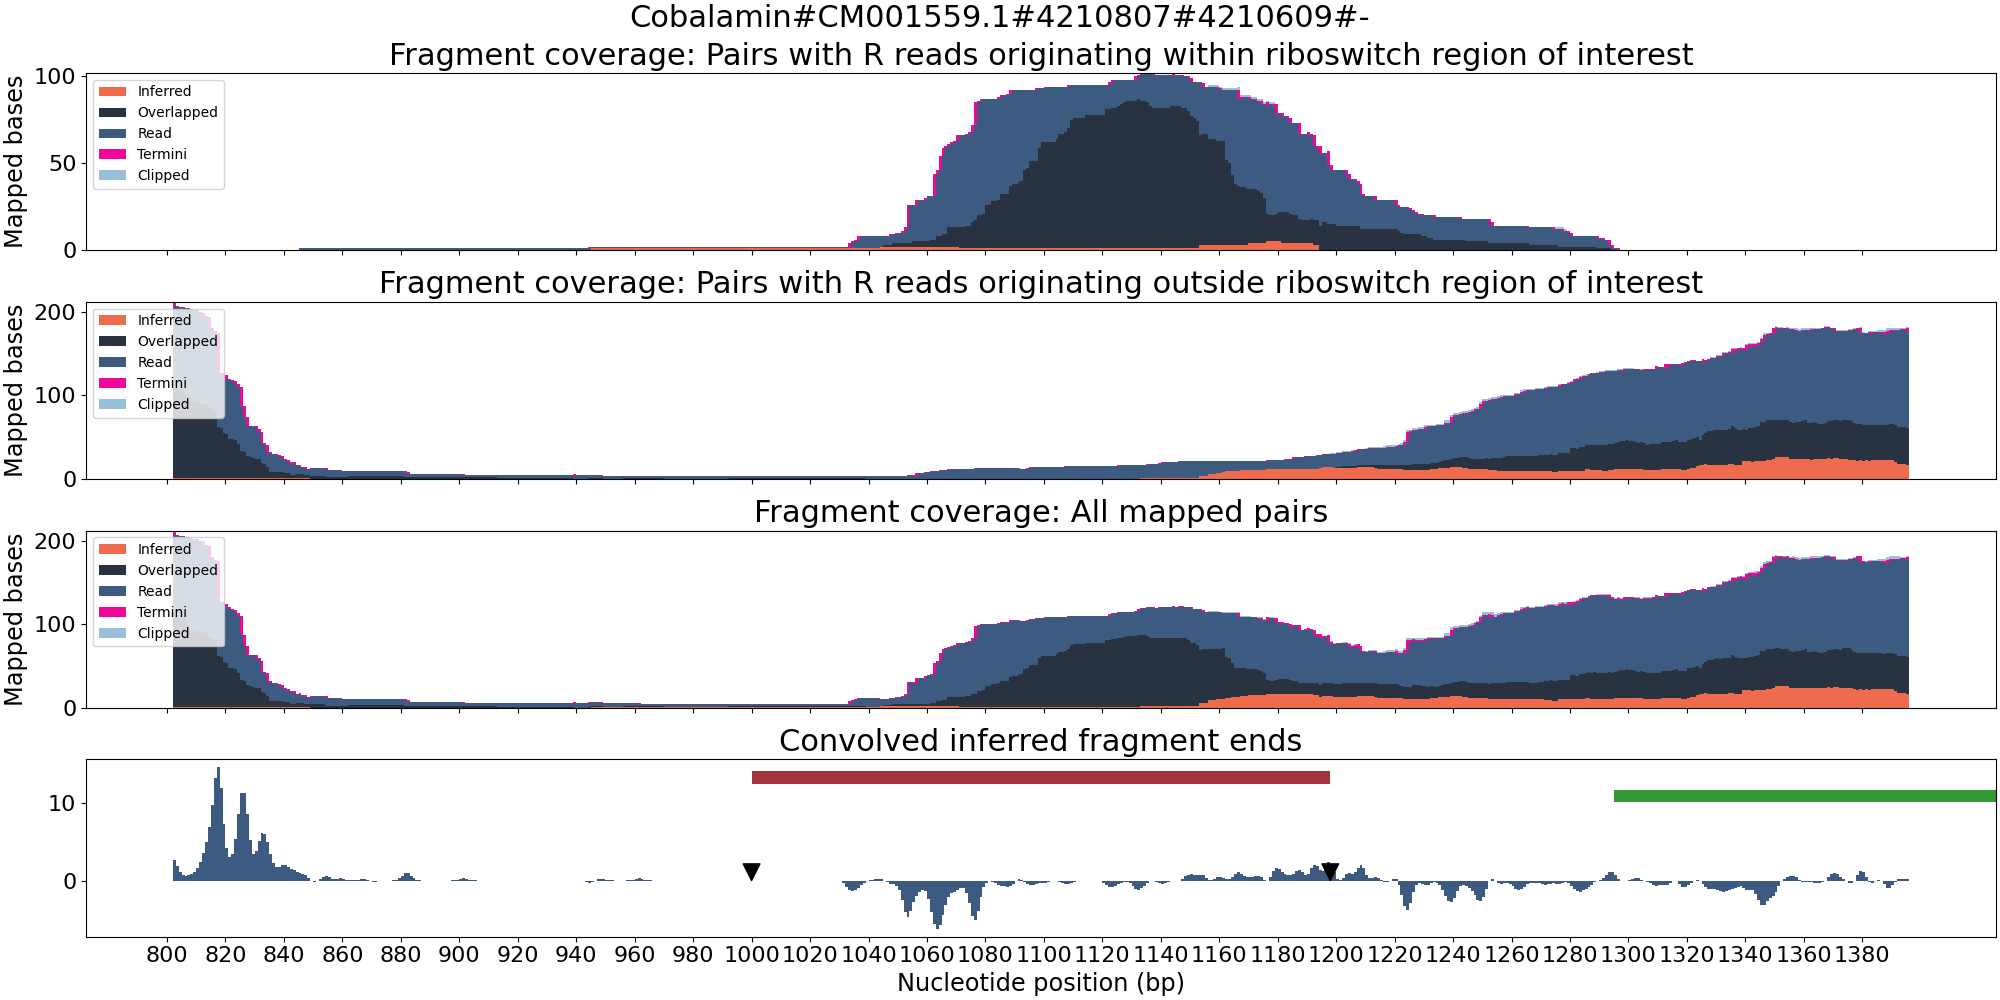 Cobalamin#CM001559.1#4210807#4210609#-
Fragment coverage: Pairs with R reads originating within riboswitch region of interest
Mapped bases
100
50
0
Inferred
Overlapped
Read
Termini
Clipped
Fragment coverage: Pairs with R reads originating outside riboswitch region of interest
Mapped bases
200
100
0
Inferred
Overlapped
Read
Termini
Clipped
Fragment coverage: All mapped pairs
Mapped bases
200
100
0
Inferred
Overlapped
Read
Termini
Clipped
Convolved inferred fragment ends
10
0
800 820 840 860 880 900 920 940 960 980 1000 1020 1040 1060 1080 1100 1120 1140 1160 1180 1200 1220 1240 1260 1280 1300 1320 1340 1360 1380
Nucleotide position (bp)